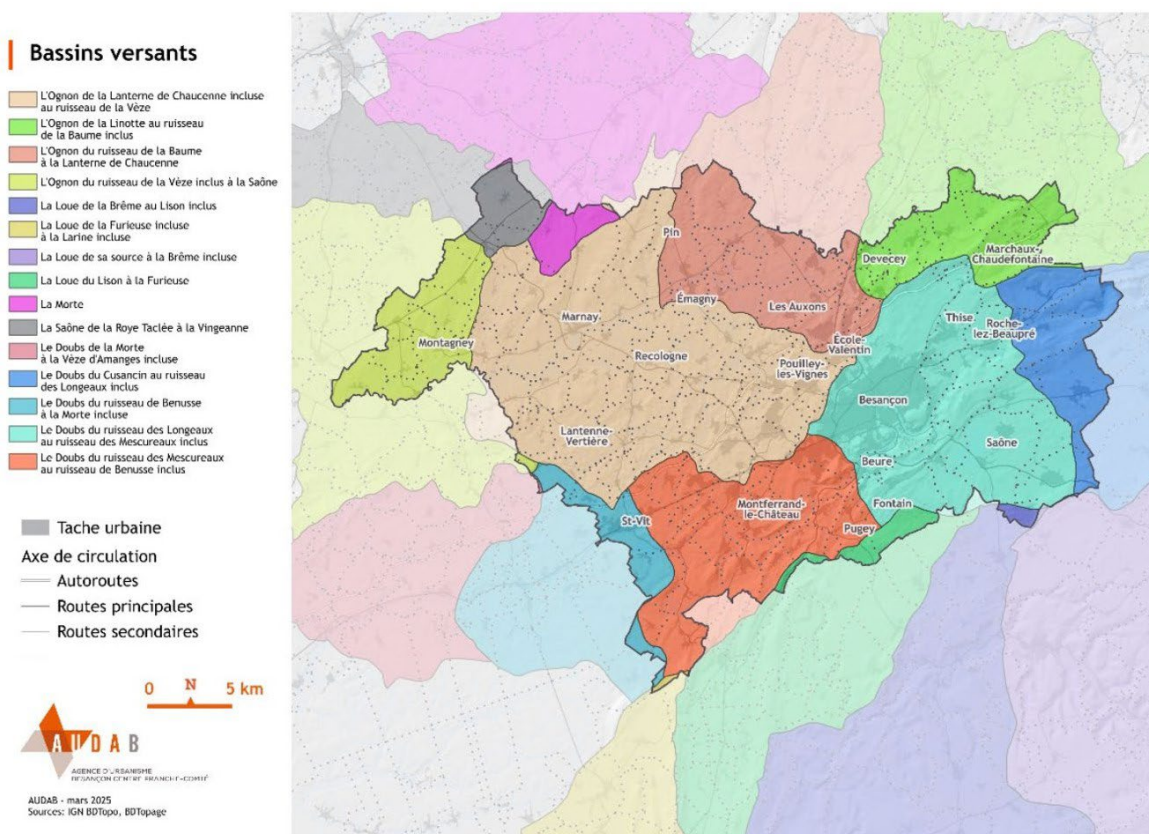 Bassins versants
L'Ognon de la Lanterne de Chaucenne incluse
au ruisseau de la Vèze
L'Ognon de la Linotte au ruisseau
de la Baume inclus
L'Ognon du ruisseau de la Baume
à la Lanterne de Chaucenne
L'Ognon du ruisseau de la Vèze inclus à la Saône
La Loue de la Brême au Lison inclus
La Loue de la Furieuse incluse
à la Larine incluse
La Loue de sa source à la Brême incluse
La Loue du Lison à la Furieuse
La Morte
La Saône de la Roye Taclée à la Vingeanne
Le Doubs de la Morte
à la Vèze d'Amanges incluse
Le Doubs du Cusancin au ruisseau
des Longeaux inclus
Le Doubs du ruisseau de Benusse
à la Morte incluse
Le Doubs du ruisseau des Longeaux
au ruisseau des Mescureaux inclus
Le Doubs du ruisseau des Mescureaux
au ruisseau de Benusse inclus
Tache urbaine
Axe de circulation
Autoroutes
Routes principales
Routes secondaires
0 N 5 km
AUDAB
AGENCE D'URBANISME
BESANÇON CENTRE FRANCHE-COMTÉ
AUDAB - mars 2025
Sources: IGN BDTopo, BDTopage
Pin
Devecey
Marchaux-
Chaudefontaine
Émagny
Les Auxons
Marnay
Thise
Roche-
lez-Beaupré
Montagney
École-
Valentin
Recologne
Pouilley-
les-Vignes
Besançon
Lantenne-
Vertière
Saône
Beure
Montferrand-
le-Château
Fontain
St-Vit
Pugey